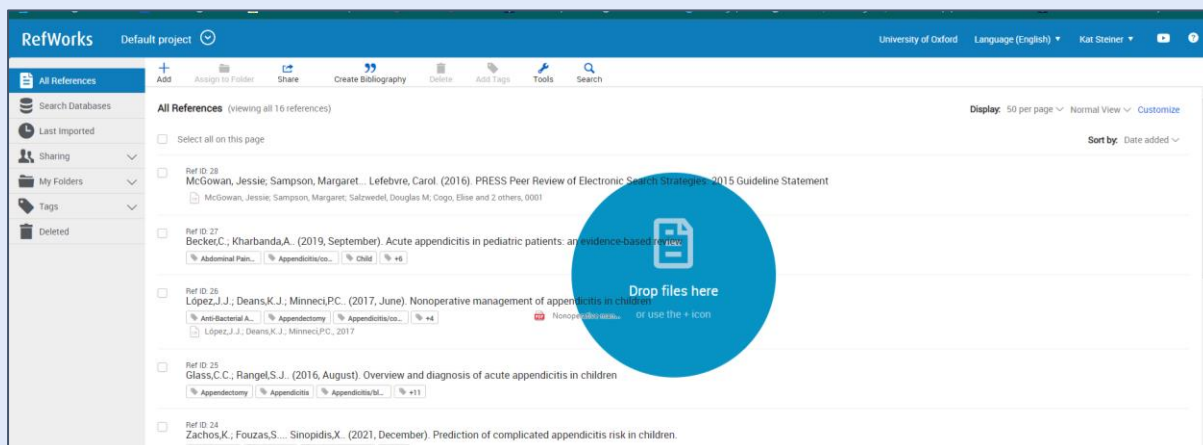 RefWorks Default project University of Oxford Language (English) Kat Steiner
All References
Search Databases
Last Imported
Sharing
My Folders
Tags
Deleted
Add Assign to Folder Share Create Bibliography Delete Add Tags Tools Search
All References (viewing all 16 references) Display: 50 per page Normal View Customize
Select all on this page Sort by: Date added
Ref ID: 28
McGowan, Jessie; Sampson, Margaret... Lefebvre, Carol. (2016). PRESS Peer Review of Electronic Search Strategies: 2015 Guideline Statement
McGowan, Jessie; Sampson, Margaret; Salzwedel, Douglas M; Cogo, Elise and 2 others, 0001
Ref ID: 27
Becker,C.; Kharbanda,A.. (2019, September). Acute appendicitis in pediatric patients: an evidence-based review
Abdominal Pain... Appendicitis/co... Child +6
Ref ID: 26
López,J.J.; Deans,K.J.; Minneci,P.C.. (2017, June). Nonoperative management of appendicitis in children
Anti-Bacterial A... Appendectomy Appendicitis/co... +4 PDF Nonoperative man...
López,J.J.; Deans,K.J.; Minneci,P.C., 2017
Drop files here
or use the + icon
Ref ID: 25
Glass,C.C.; Rangel,S.J.. (2016, August). Overview and diagnosis of acute appendicitis in children
Appendectomy Appendicitis Appendicitis/bl... +11
Ref ID: 24
Zachos,K.; Fouzas,S.... Sinopidis,X.. (2021, December). Prediction of complicated appendicitis risk in children.